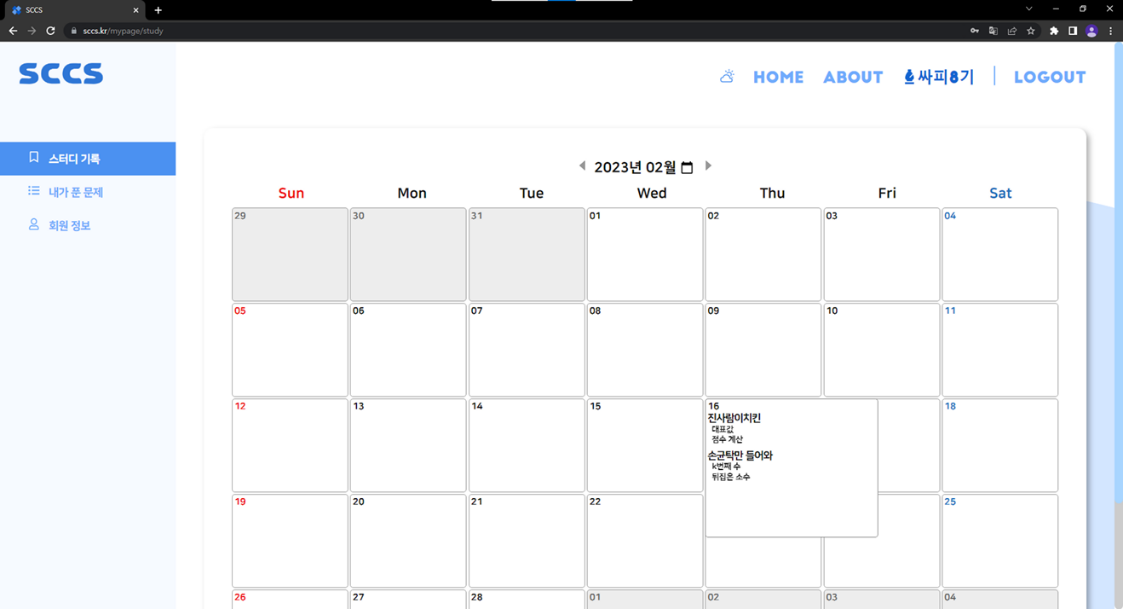 SCCS
sccs.kr/mypage/study
SCCS
HOME ABOUT 싸피8기 LOGOUT
스터디 기록
내가 푼 문제
회원 정보
2023년 02월
Sun Mon Tue Wed Thu Fri Sat
29 30 31 01 02 03 04
05 06 07 08 09 10 11
12 13 14 15 16 18
진사람이치킨
대표값
점수 계산
손균탁만 들어와
k번째 수
뒤집은 소수
19 20 21 22 25
26 27 28 01 02 03 04